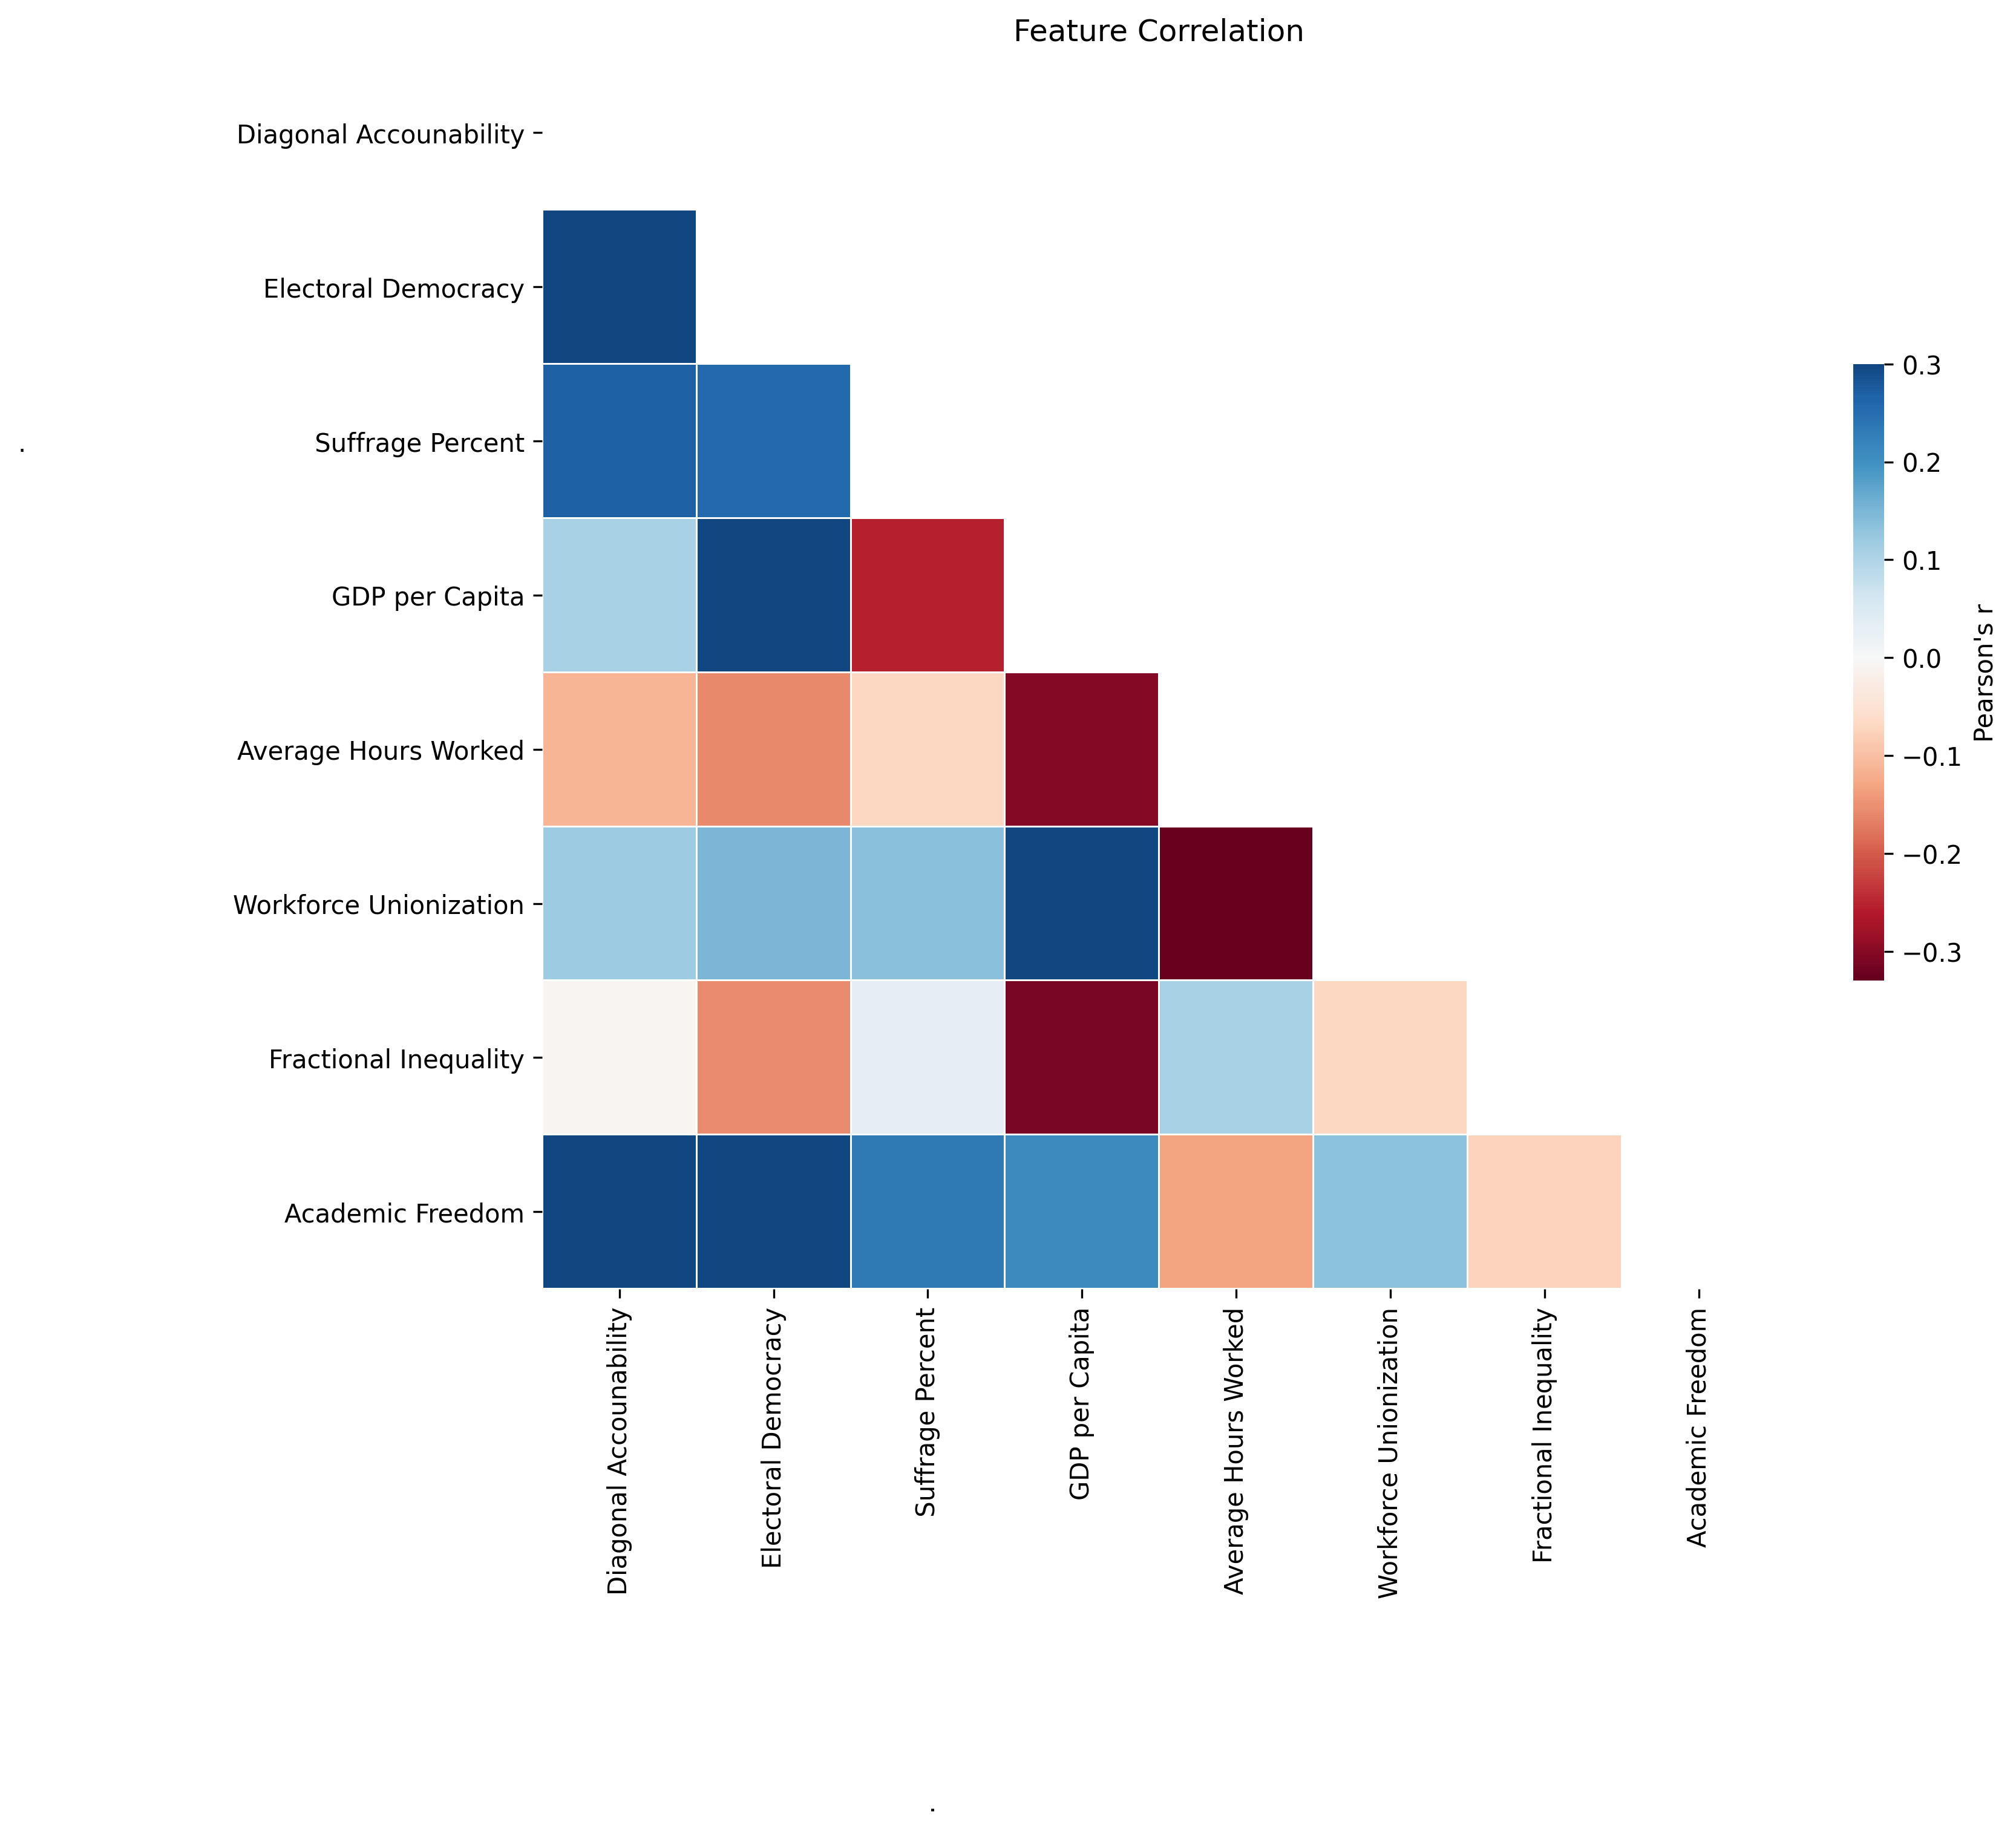 Feature Correlation
Diagonal Accounability
Electoral Democracy
Suffrage Percent
GDP per Capita
Average Hours Worked
Workforce Unionization
Fractional Inequality
Academic Freedom
.
0.3
0.2
0.1
0.0
−0.1
−0.2
−0.3
Pearson's r
Diagonal Accounability
Electoral Democracy
Suffrage Percent
GDP per Capita
Average Hours Worked
Workforce Unionization
Fractional Inequality
Academic Freedom
.